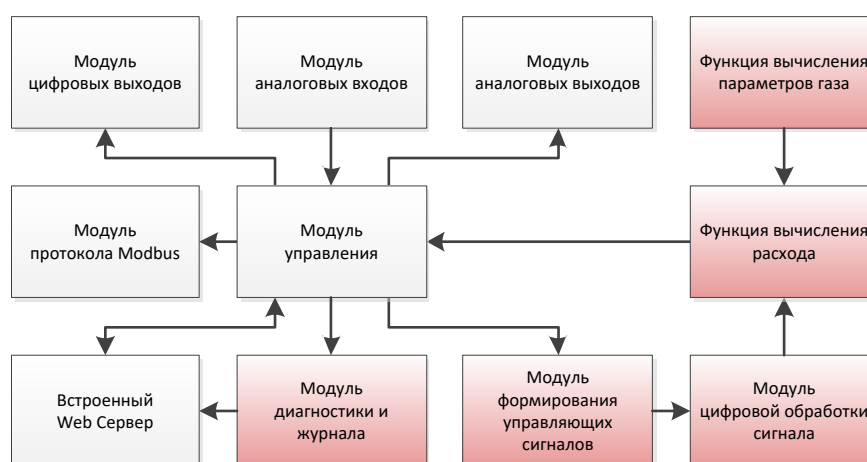 Модуль
цифровых выходов
Модуль
аналоговых входов
Модуль
аналоговых выходов
Функция вычисления
параметров газа
Модуль
протокола Modbus
Модуль
управления
Функция вычисления
расхода
Встроенный
Web Сервер
Модуль
диагностики и
журнала
Модуль
формирования
управляющих
сигналов
Модуль
цифровой обработки
сигнала